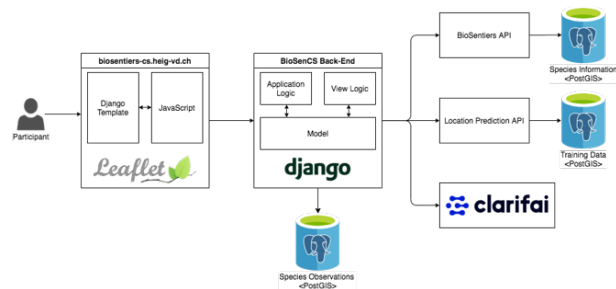 biosentiers-cs.heig-vd.ch
BioSenCS Back-End
BioSentiers API
Species Information
<PostGIS>
Django
Template
JavaScript
Application
Logic
View Logic
Model
Participant
Leaflet
django
Location Prediction API
Training Data
<PostGIS>
clarifai
Species Observations
<PostGIS>